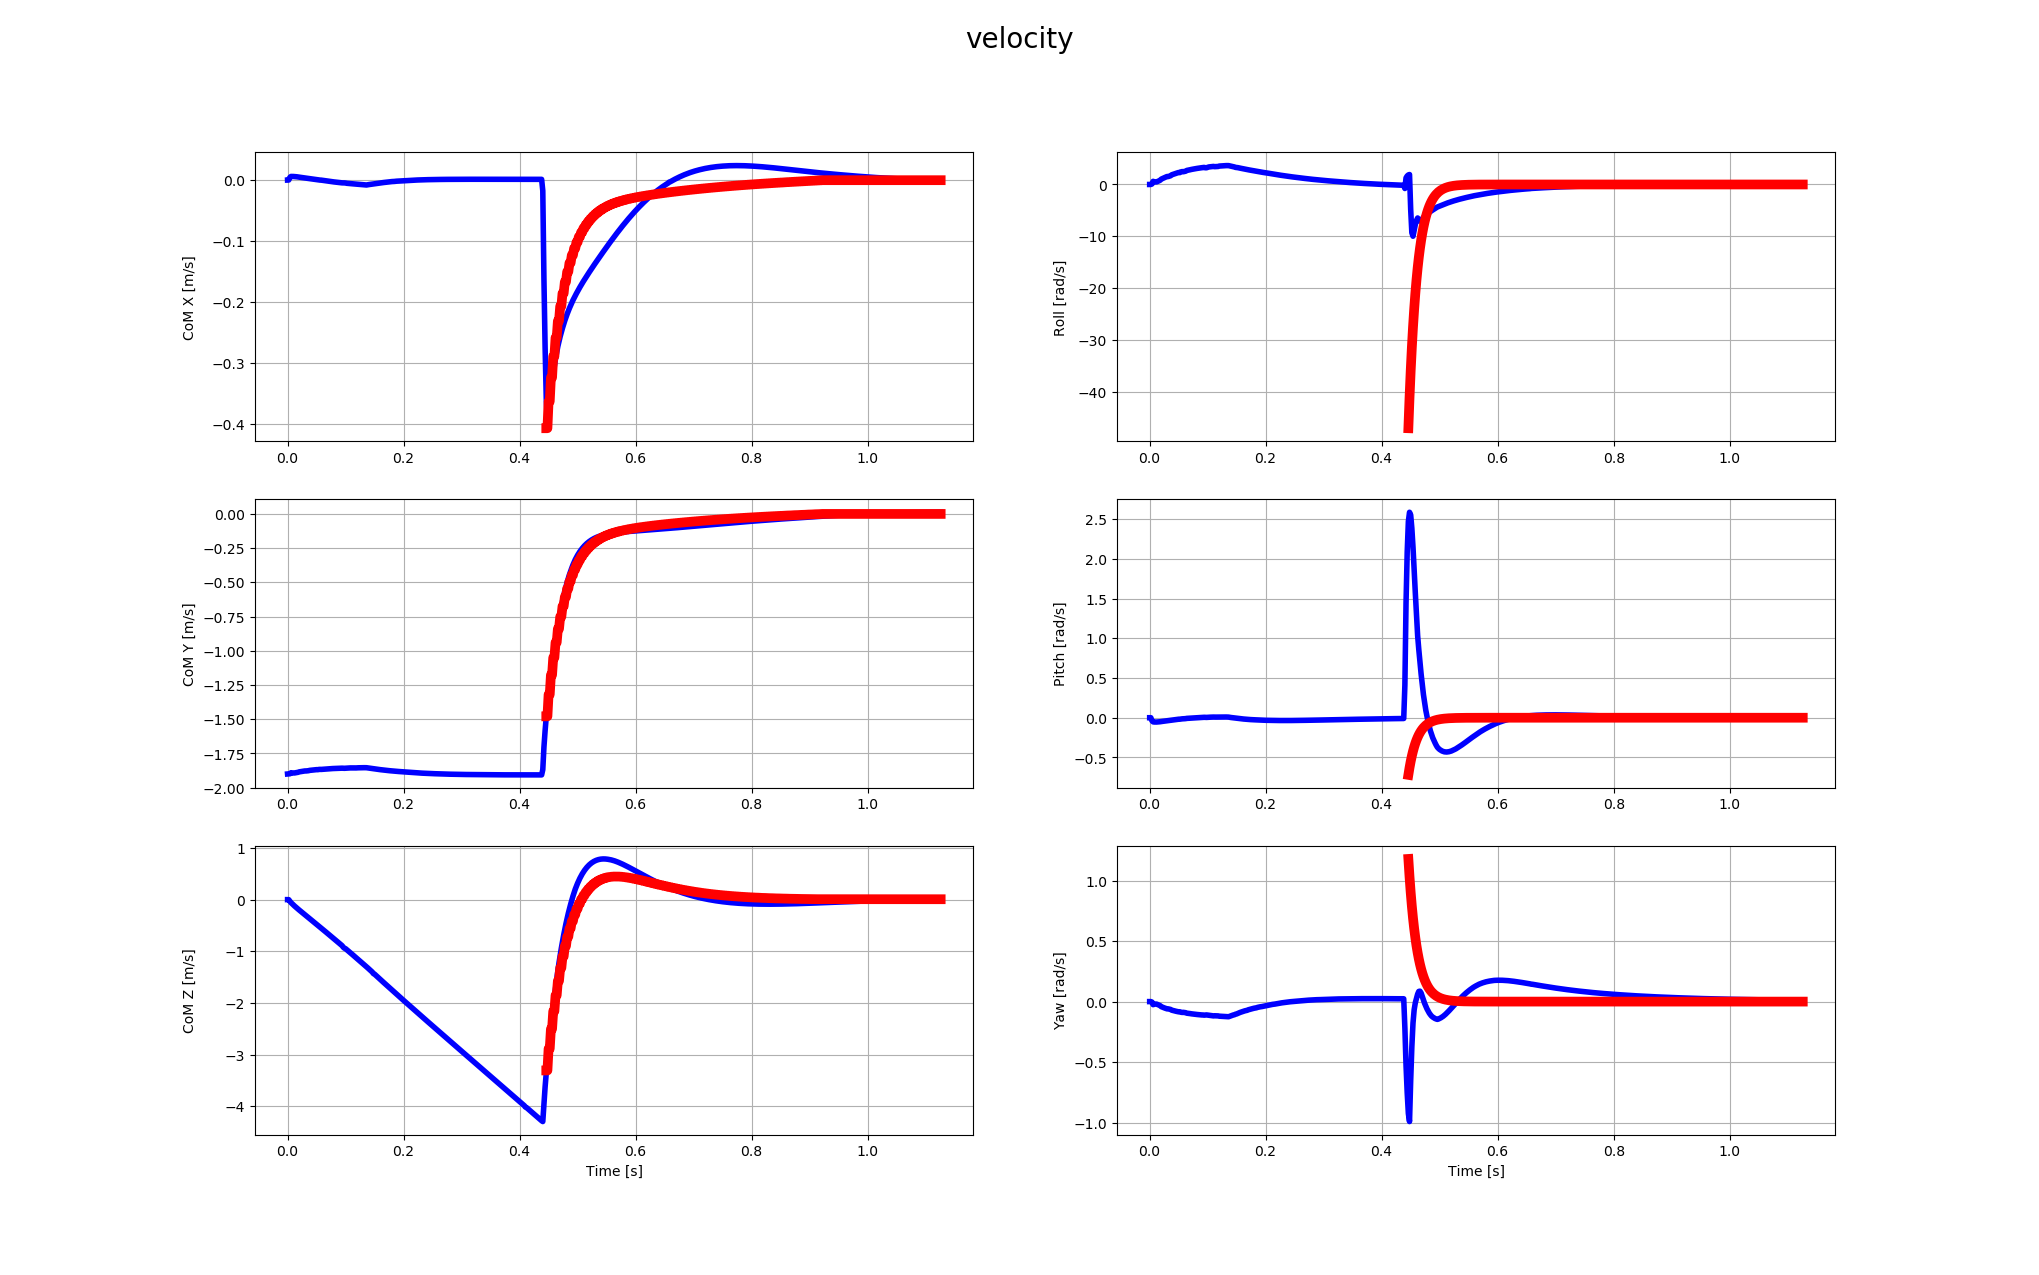 velocity
CoM X [m/s]
0.0
−0.1
−0.2
−0.3
−0.4
0.0 0.2 0.4 0.6 0.8 1.0
Roll [rad/s]
0
−10
−20
−30
−40
0.0 0.2 0.4 0.6 0.8 1.0
CoM Y [m/s]
0.00
−0.25
−0.50
−0.75
−1.00
−1.25
−1.50
−1.75
−2.00
0.0 0.2 0.4 0.6 0.8 1.0
Pitch [rad/s]
2.5
2.0
1.5
1.0
0.5
0.0
−0.5
0.0 0.2 0.4 0.6 0.8 1.0
CoM Z [m/s]
1
0
−1
−2
−3
−4
0.0 0.2 0.4 0.6 0.8 1.0
Time [s]
Yaw [rad/s]
1.0
0.5
0.0
−0.5
−1.0
0.0 0.2 0.4 0.6 0.8 1.0
Time [s]